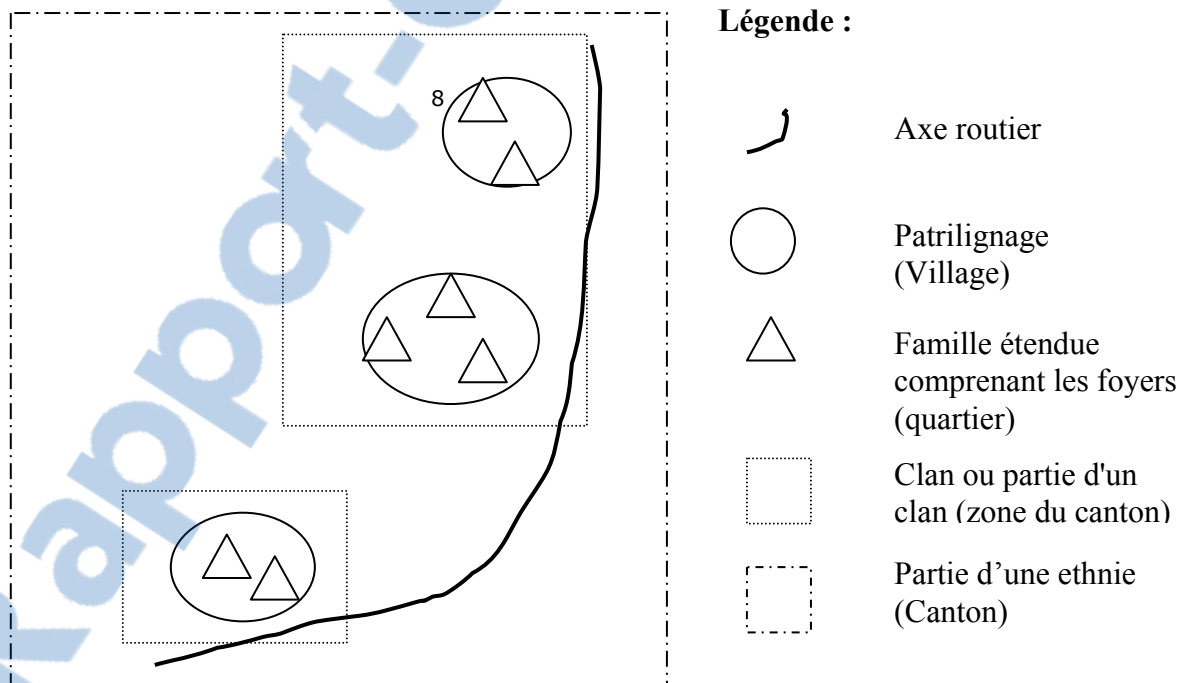 Légende :
8
Axe routier
Patrilignage
(Village)
Famille étendue
comprenant les foyers
(quartier)
Clan ou partie d'un
clan (zone du canton)
Partie d’une ethnie
(Canton)
Rapport-